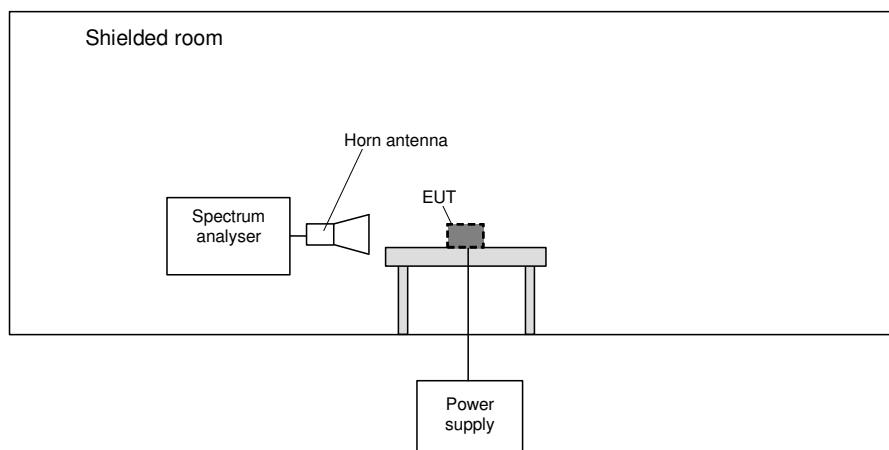 Shielded room
Horn antenna
EUT
Spectrum
analyser
Power
supply